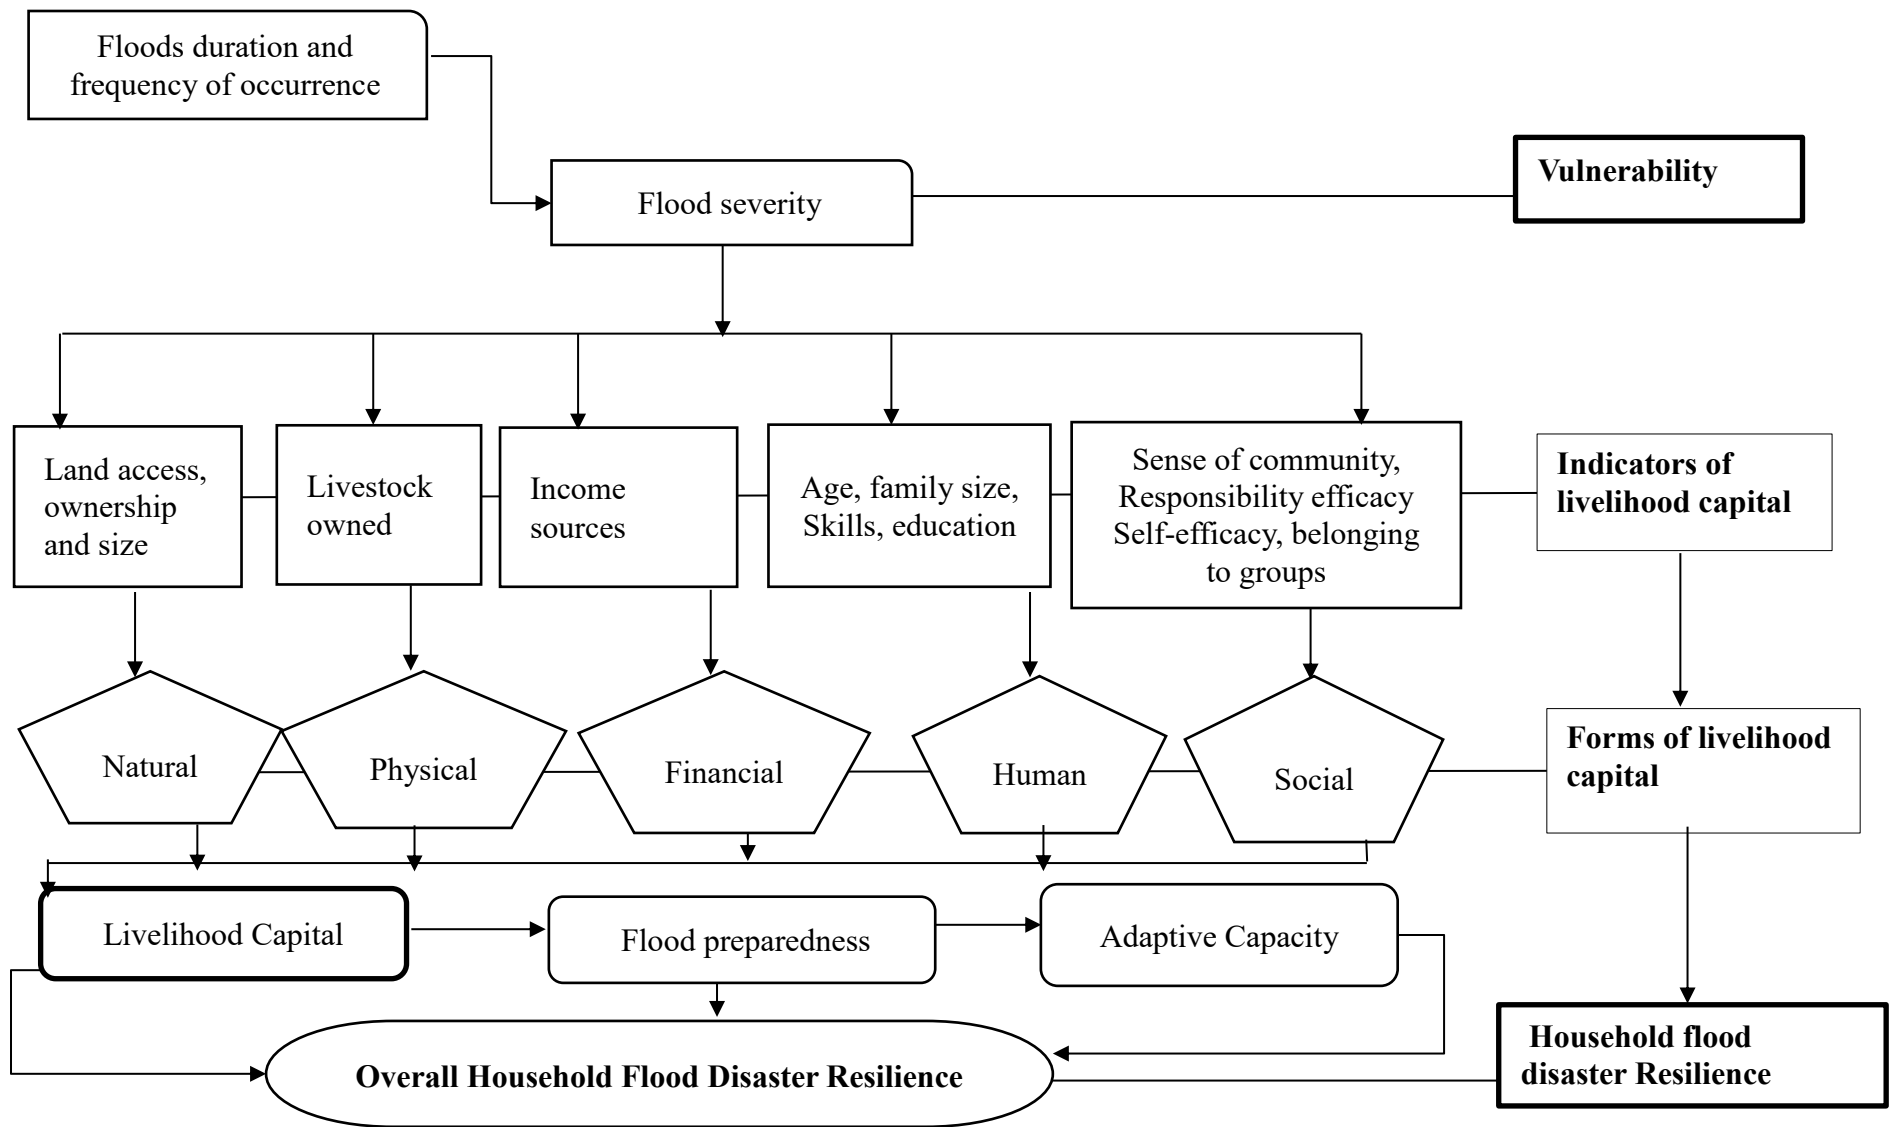 Floods duration and
frequency of occurrence
Vulnerability
Flood severity
Land access,
ownership
and size
Livestock
owned
Income
sources
Age, family size,
Skills, education
Sense of community,
Responsibility efficacy
Self-efficacy, belonging
to groups
Indicators of
livelihood capital
Natural
Physical
Financial
Human
Social
Forms of livelihood
capital
Livelihood Capital
Flood preparedness
Adaptive Capacity
Overall Household Flood Disaster Resilience
Household flood
disaster Resilience